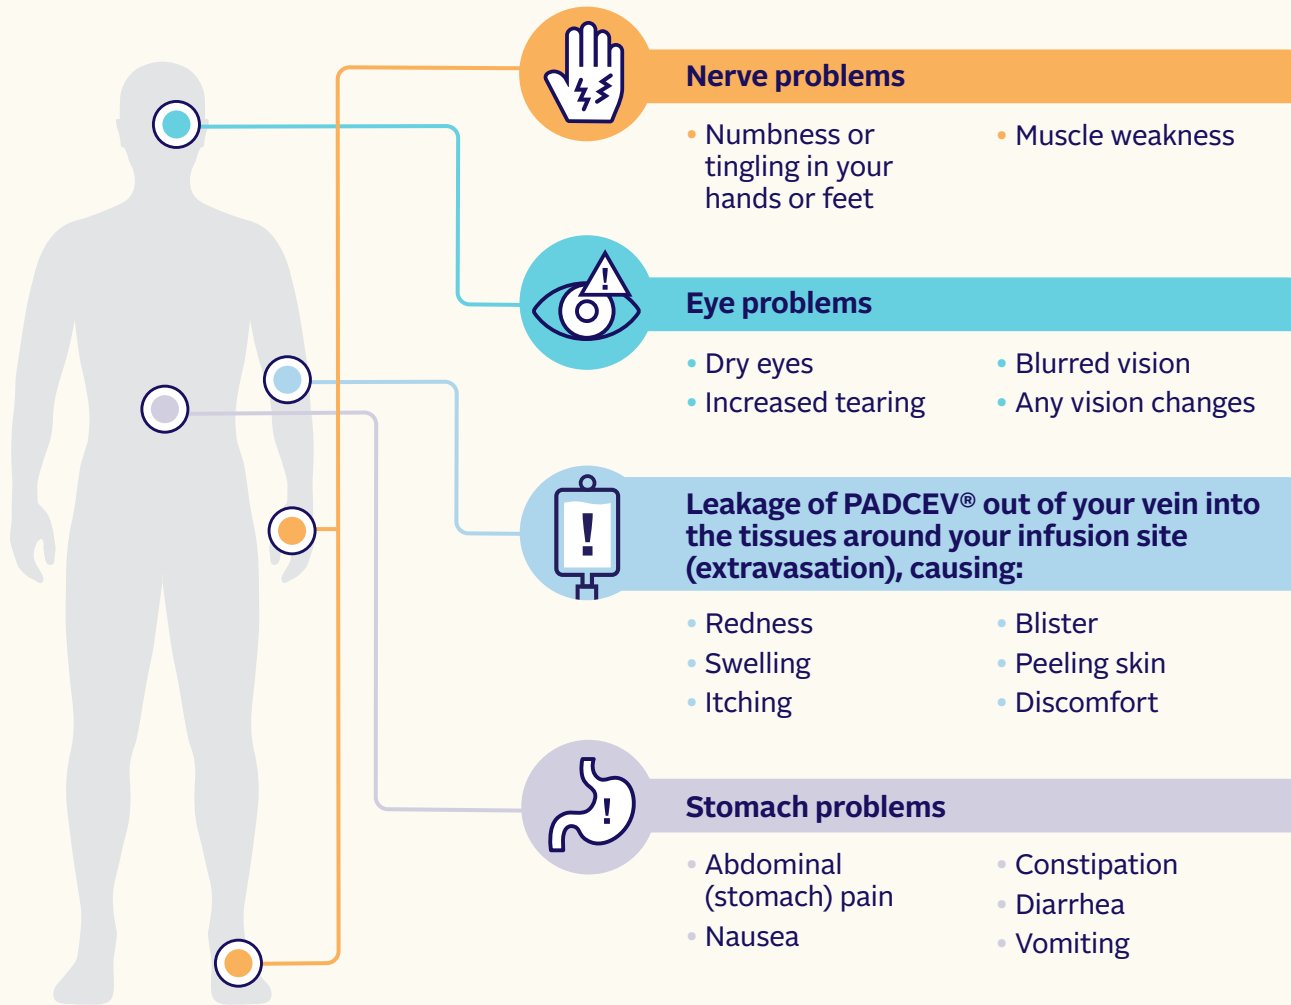 Nerve problems
• Numbness or
tingling in your
hands or feet
• Muscle weakness
!
Eye problems
• Dry eyes
• Increased tearing
• Blurred vision
• Any vision changes
!
Leakage of PADCEV® out of your vein into
the tissues around your infusion site
(extravasation), causing:
• Redness
• Swelling
• Itching
• Blister
• Peeling skin
• Discomfort
!
Stomach problems
• Abdominal
(stomach) pain
• Nausea
• Constipation
• Diarrhea
• Vomiting